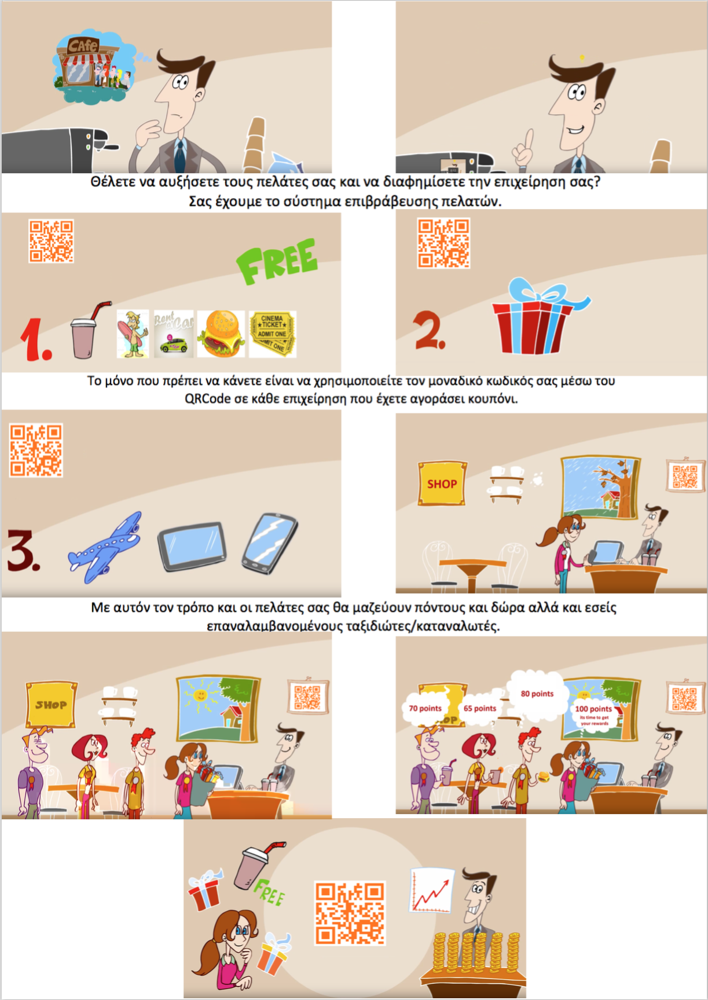 CAfe
Θέλετε να αυξήσετε τους πελάτες σας και να διαφημίσετε την επιχείρηση σας?
Σας έχουμε το σύστημα επιβράβευσης πελατών.
FREE
1.
Rent a Car
CINEMA
TICKET
ADMIT ONE
ADMIT ONE
2.
Το μόνο που πρέπει να κάνετε είναι να χρησιμοποιείτε τον μοναδικό κωδικός σας μέσω του
QRCode σε κάθε επιχείρηση που έχετε αγοράσει κουπόνι.
3.
SHOP
Με αυτόν τον τρόπο και οι πελάτες σας θα μαζεύουν πόντους και δώρα αλλά και εσείς
επαναλαμβανομένους ταξιδιώτες/καταναλωτές.
SHOP
70 points
65 points
80 points
100 points
its time to get
your rewards
OP
FREE